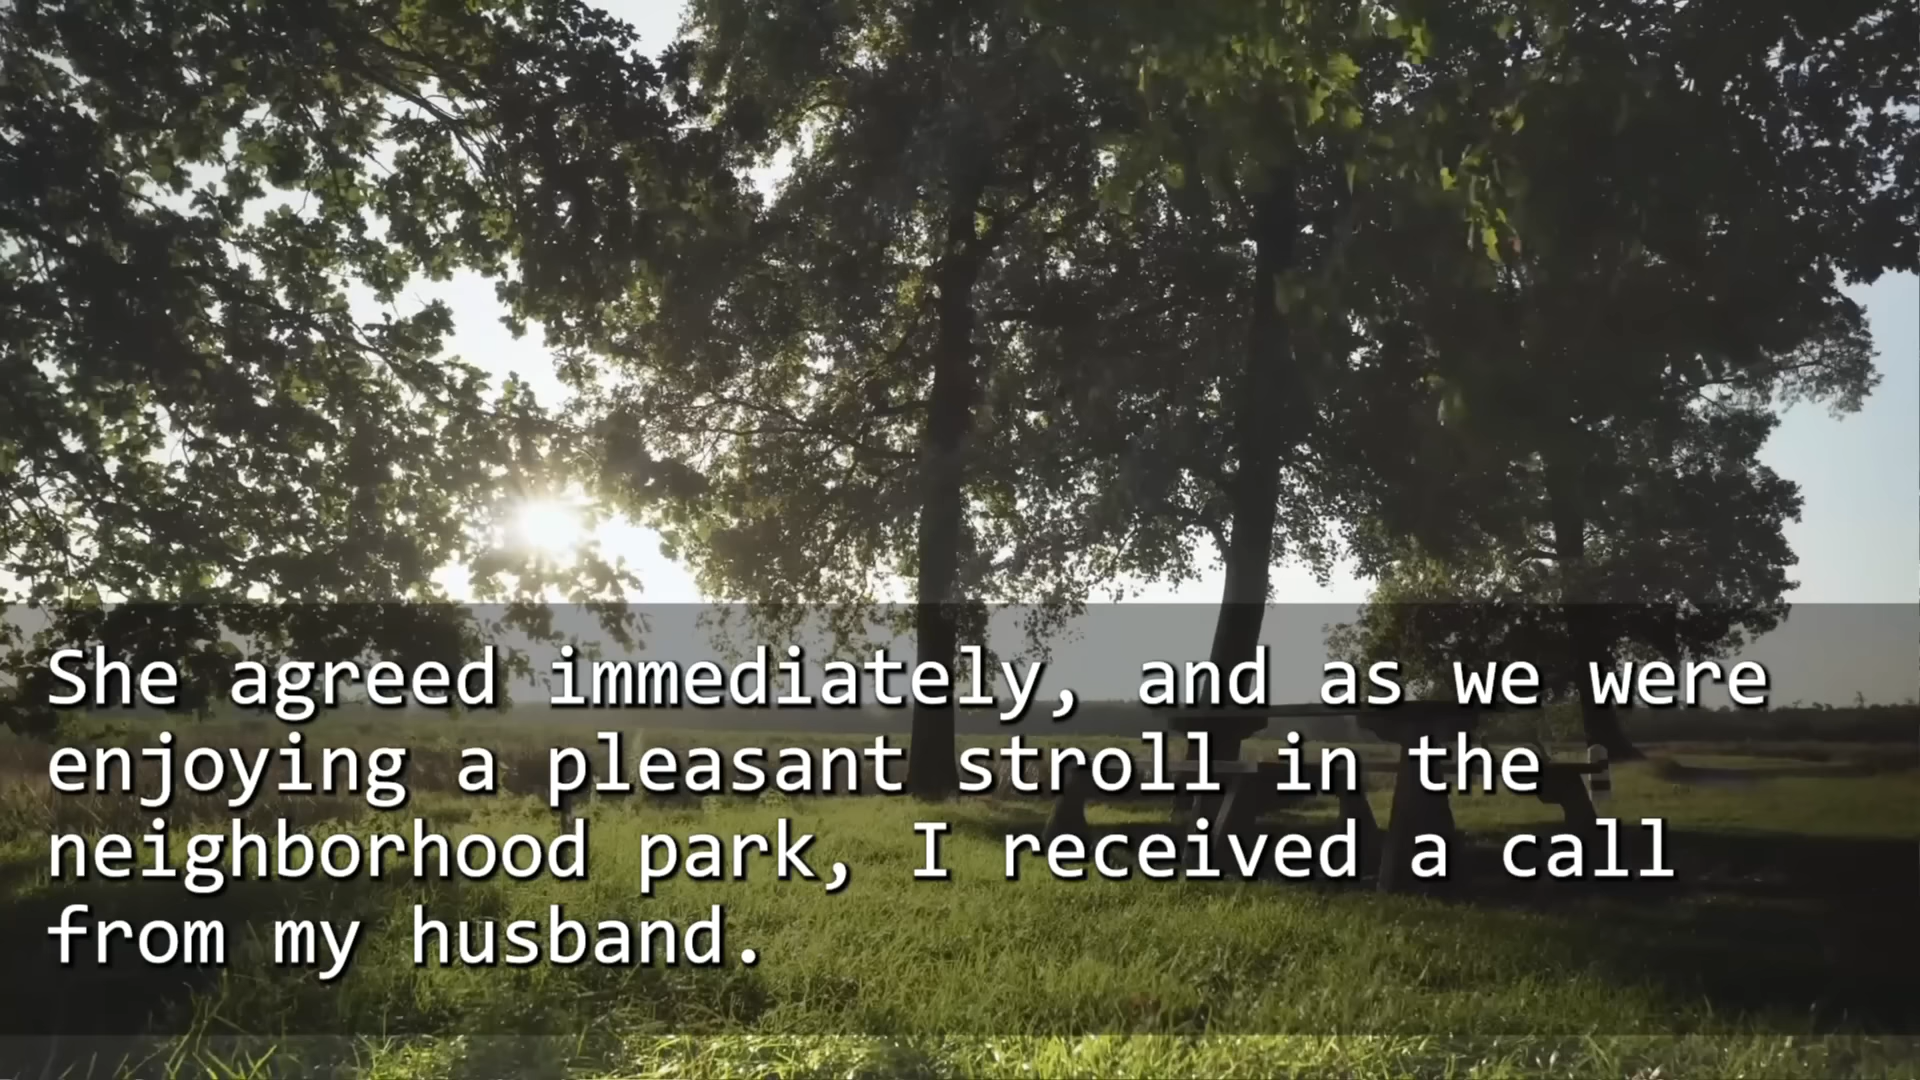 She agreed immediately, and as we were
enjoying a pleasant stroll in the
neighborhood park, I received a call
from my husband.